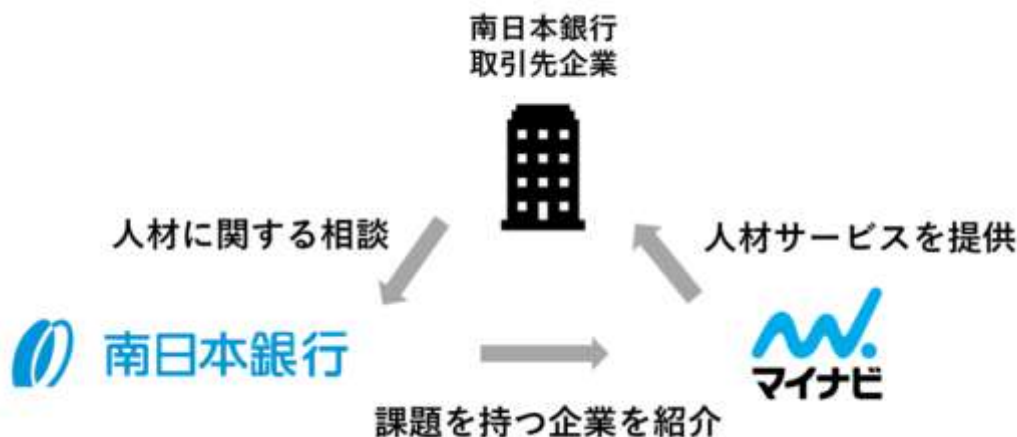 南日本銀行
取引先企業
人材に関する相談
人材サービスを提供
南日本銀行
マイナビ
課題を持つ企業を紹介